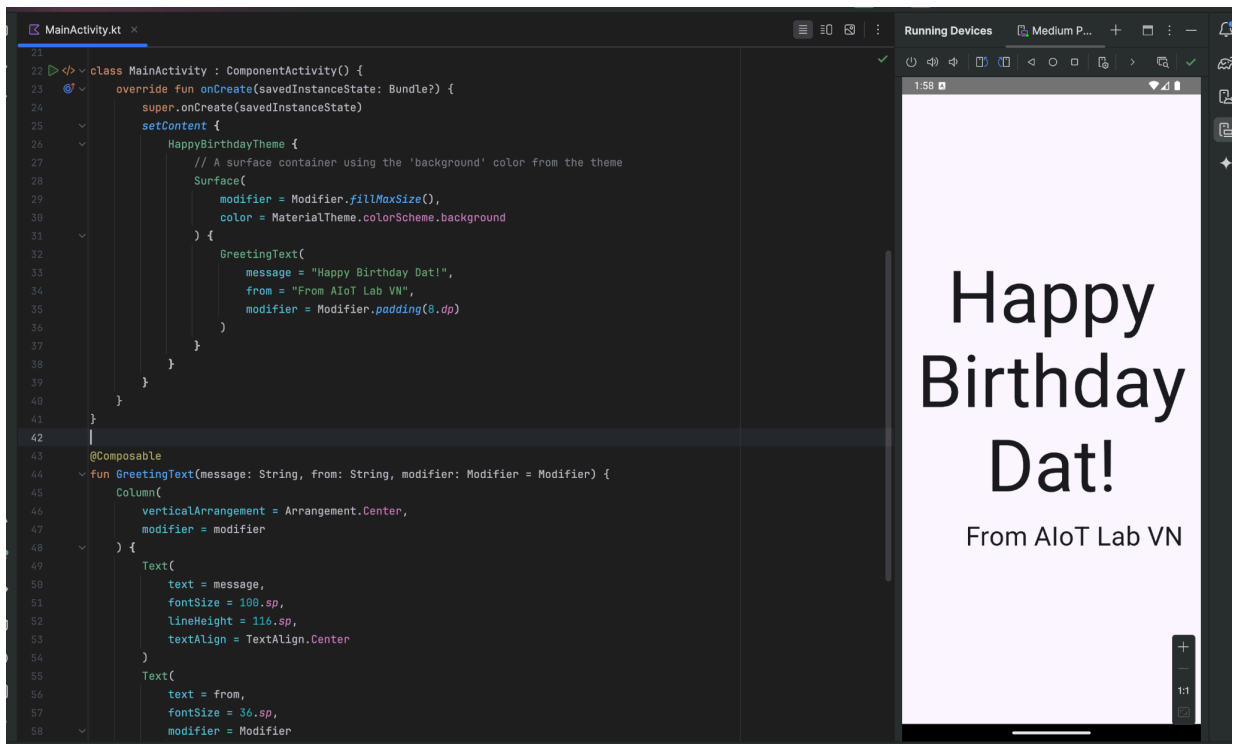 MainActivity.kt
21
22 class MainActivity : ComponentActivity() {
23 override fun onCreate(savedInstanceState: Bundle?) {
24 super.onCreate(savedInstanceState)
25 setContent {
26 HappyBirthdayTheme {
27 // A surface container using the 'background' color from the theme
28 Surface(
29 modifier = Modifier.fillMaxSize(),
30 color = MaterialTheme.colorScheme.background
31 ) {
32 GreetingText(
33 message = "Happy Birthday Dat!",
34 from = "From AIoT Lab VN",
35 modifier = Modifier.padding(8.dp)
36 )
37 }
38 }
39 }
40 }
41 }
42
43 @Composable
44 fun GreetingText(message: String, from: String, modifier: Modifier = Modifier) {
45 Column(
46 verticalArrangement = Arrangement.Center,
47 modifier = modifier
48 ) {
49 Text(
50 text = message,
51 fontSize = 100.sp,
52 lineHeight = 116.sp,
53 textAlign = TextAlign.Center
54 )
55 Text(
56 text = from,
57 fontSize = 36.sp,
58 modifier = Modifier
Running Devices Medium P...
1:58
Happy
Birthday
Dat!
From AIoT Lab VN
1:1